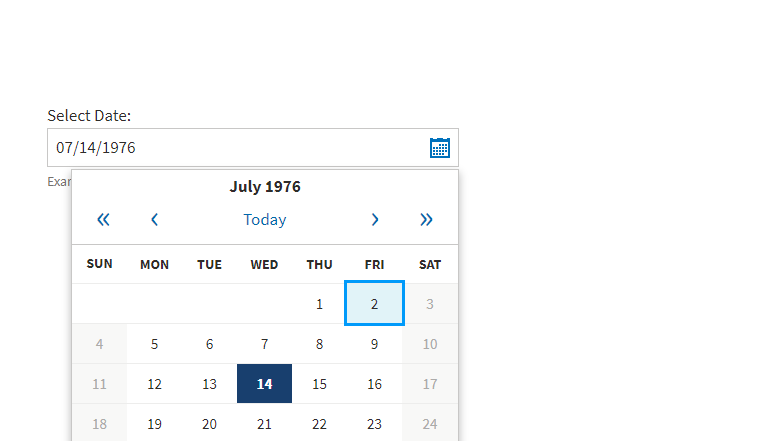 Select Date:
07/14/1976
July 1976
Today
SUN MON TUE WED THU FRI SAT
1 2 3
4 5 6 7 8 9 10
11 12 13 14 15 16 17
18 19 20 21 22 23 24